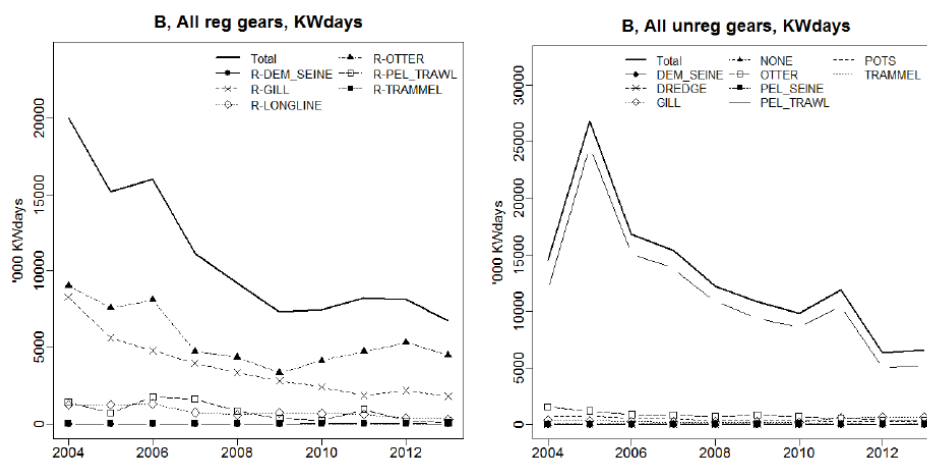 B, All reg gears, KWdays
Total
R-DEM_SEINE
R-GILL
R-LONGLINE
R-OTTER
R-PEL_TRAWL
R-TRAMMEL
'000 KWdays
20000
15000
10000
5000
0
2004 2006 2008 2010 2012
B, All unreg gears, KWdays
Total
DEM_SEINE
DREDGE
GILL
NONE
OTTER
PEL_SEINE
PEL_TRAWL
POTS
TRAMMEL
'000 KWdays
30000
25000
20000
15000
10000
5000
0
2004 2006 2008 2010 2012